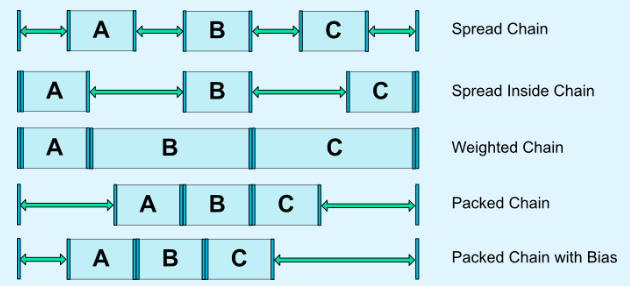 A B C Spread Chain
A B C Spread Inside Chain
A B C Weighted Chain
A B C Packed Chain
A B C Packed Chain with Bias